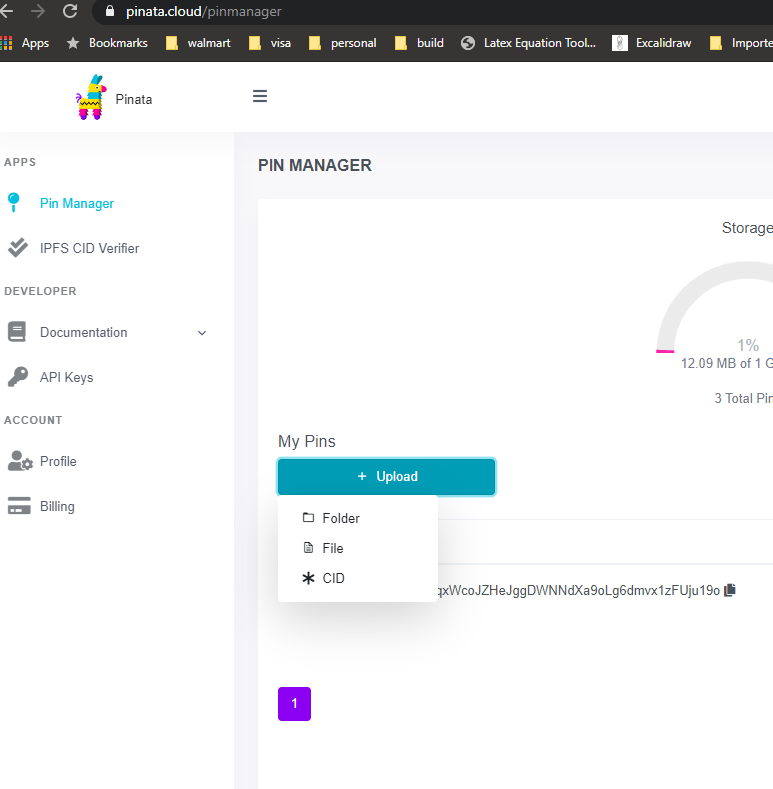 pinata.cloud/pinmanager
Apps Bookmarks walmart visa personal build Latex Equation Tool... Excalidraw Importe
Pinata
APPS
Pin Manager
IPFS CID Verifier
DEVELOPER
Documentation
API Keys
ACCOUNT
Profile
Billing
PIN MANAGER
Storage
1%
12.09 MB of 1 G
3 Total Pin
My Pins
+ Upload
Folder
File
CID
qxWcoJZHeJggDWNNdXa9oLg6dmvx1zFUju19o
1